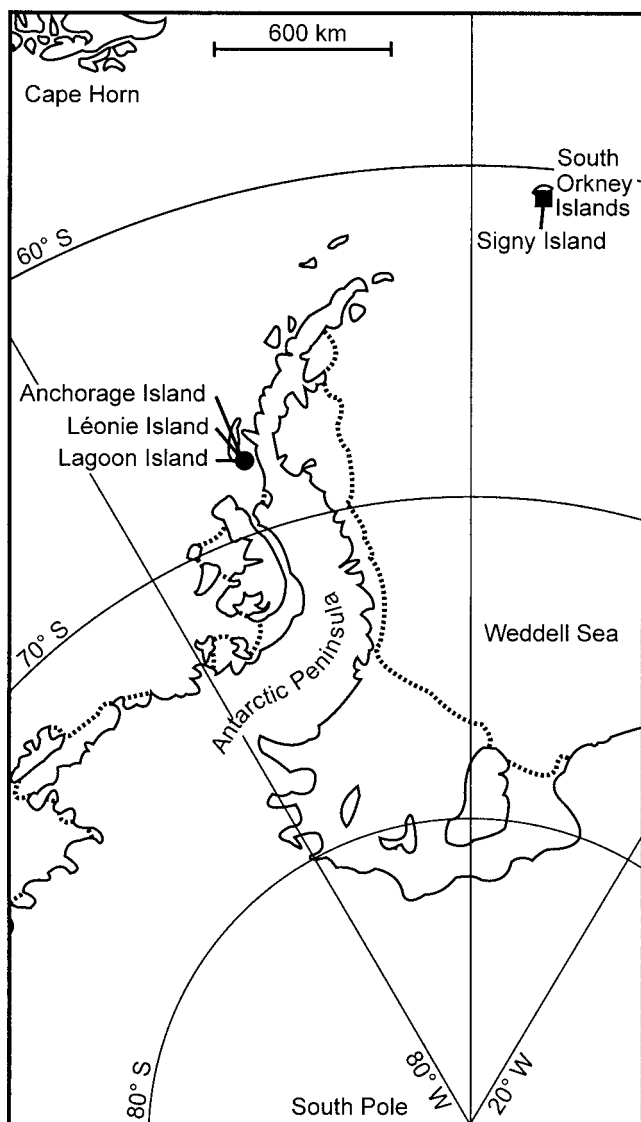 600 km
Cape Horn
South
Orkney
Islands
Signy Island
60° S
Anchorage Island
Léonie Island
Lagoon Island
70° S
Weddell Sea
Antarctic Peninsula
80° S
80° W
20° W
South Pole